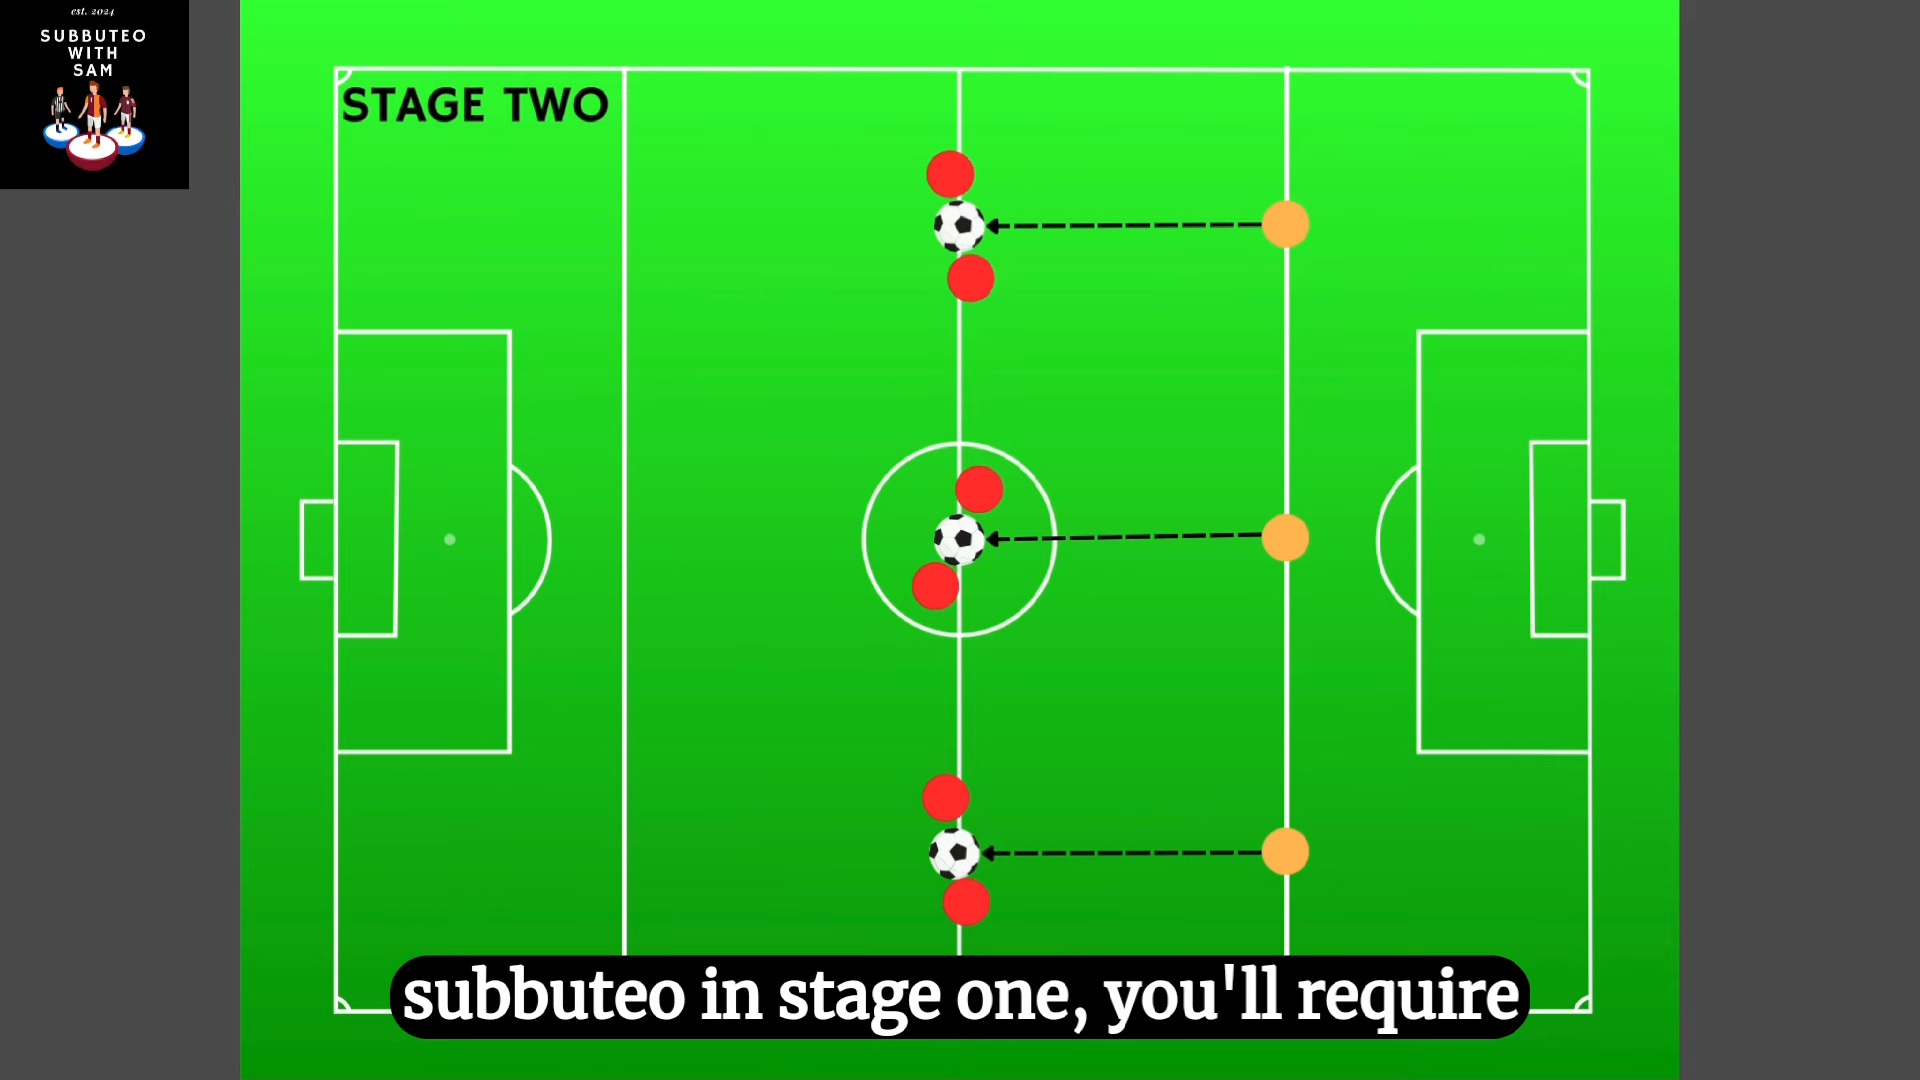 est. 2024
SUBBUTEO
WITH
SAM
STAGE TWO
subbuteo in stage one, you'll require